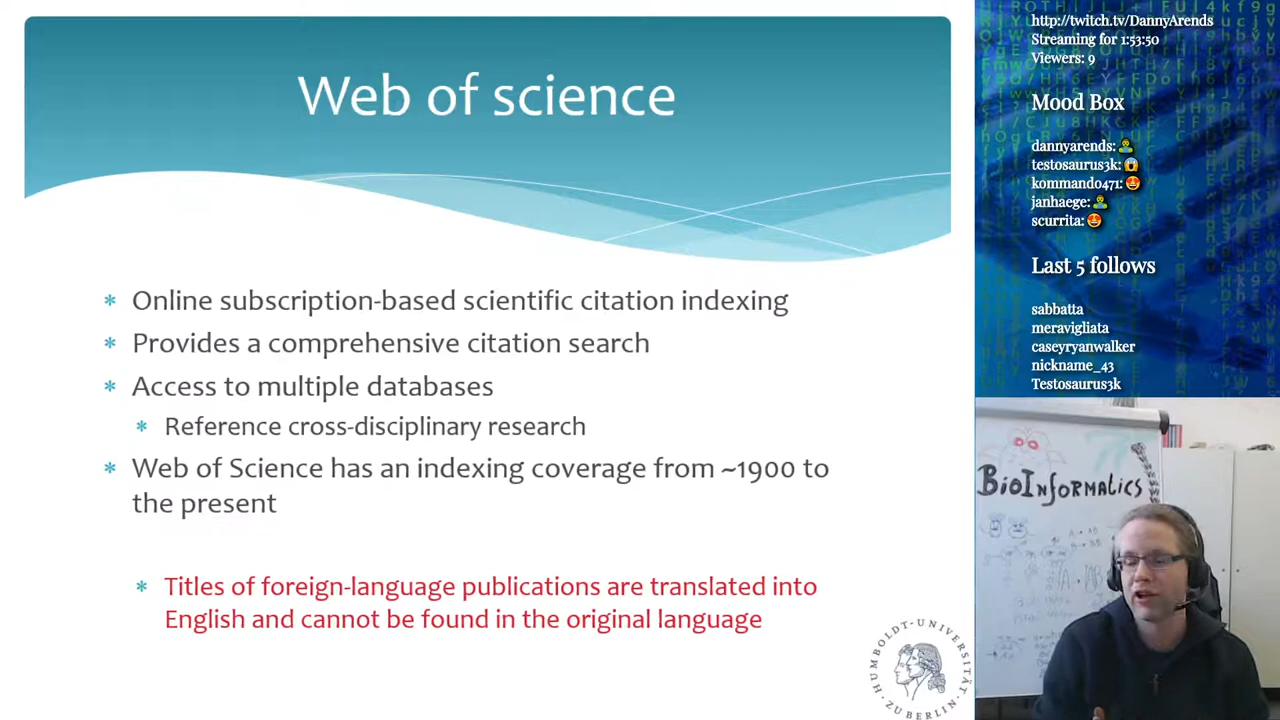 Web of science
* Online subscription-based scientific citation indexing
* Provides a comprehensive citation search
* Access to multiple databases
* Reference cross-disciplinary research
* Web of Science has an indexing coverage from ~1900 to
the present
* Titles of foreign-language publications are translated into
English and cannot be found in the original language
HUMBOLDT-UNIVERSITÄT
ZU BERLIN
http://twitch.tv/DannyArends
Streaming for 1:53:50
Viewers: 9
Mood Box
dannyarends:
testosaurus3k:
kommando471:
janhaege:
scurrita:
Last 5 follows
sabbatta
meravigliata
caseyryanwalker
nickname_43
Testosaurus3k
BioInformatics